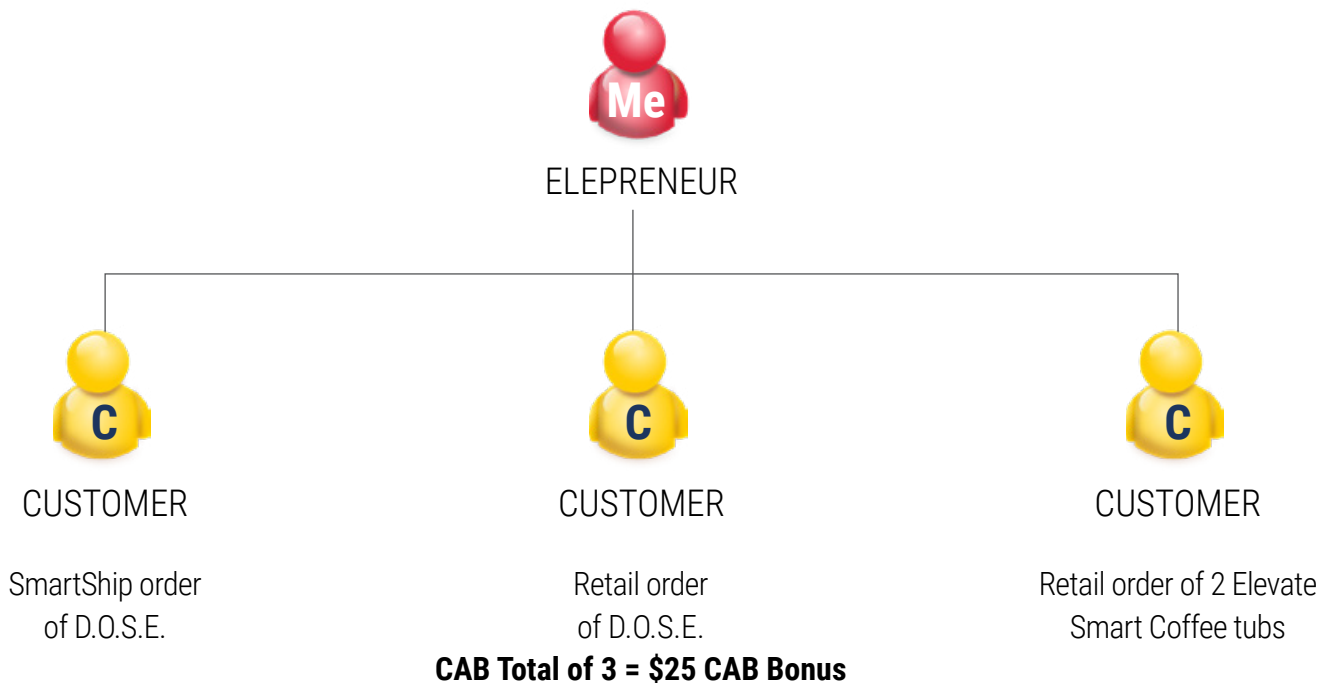 Me
ELEPRENEUR
C
C
C
CUSTOMER
CUSTOMER
CUSTOMER
SmartShip order
of D.O.S.E.
Retail order
of D.O.S.E.
Retail order of 2 Elevate
Smart Coffee tubs
CAB Total of 3 = $25 CAB Bonus